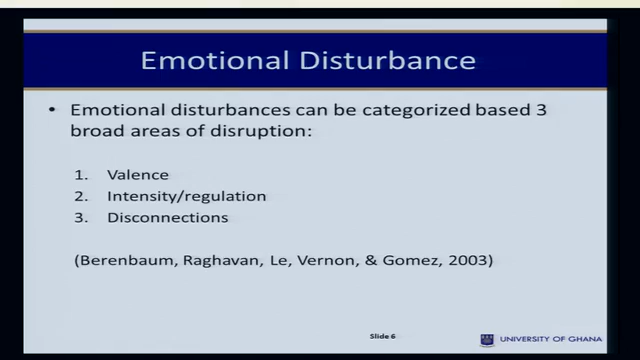 Emotional Disturbance
• Emotional disturbances can be categorized based 3
broad areas of disruption:
1. Valence
2. Intensity/regulation
3. Disconnections
(Berenbaum, Raghavan, Le, Vernon, & Gomez, 2003)
Slide 6
UNIVERSITY OF GHANA